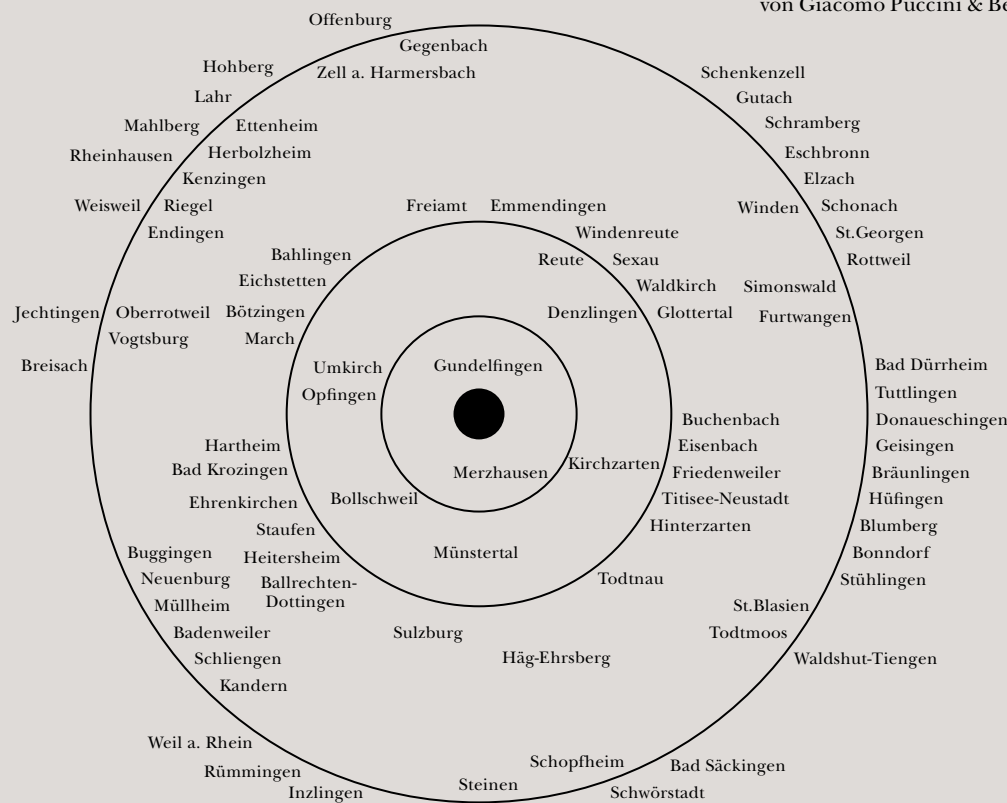 von Giacomo Puccini & Be
Offenburg
Gegenbach
Hohberg
Zell a. Harmersbach
Schenkenzell
Lahr
Gutach
Mahlberg
Ettenheim
Schramberg
Rheinhausen
Herbolzheim
Eschbronn
Kenzingen
Elzach
Weisweil
Riegel
Freiamt
Emmendingen
Winden
Schonach
Endingen
Windenreute
St.Georgen
Bahlingen
Reute
Sexau
Rottweil
Eichstetten
Waldkirch
Simonswald
Jechtingen
Oberrotweil
Bötzingen
Denzlingen
Glottertal
Furtwangen
Vogtsburg
March
Breisach
Umkirch
Gundelfingen
Bad Dürrheim
Opfingen
Tuttlingen
Buchenbach
Donaueschingen
Hartheim
Eisenbach
Geisingen
Bad Krozingen
Merzhausen
Kirchzarten
Friedenweiler
Bräunlingen
Ehrenkirchen
Bollschweil
Titisee-Neustadt
Hüfingen
Staufen
Hinterzarten
Blumberg
Buggingen
Heitersheim
Münstertal
Bonndorf
Neuenburg
Ballrechten-
Dottingen
Todtnau
Stühlingen
Müllheim
St.Blasien
Badenweiler
Sulzburg
Todtmoos
Schliengen
Häg-Ehrsberg
Waldshut-Tiengen
Kandern
Weil a. Rhein
Rümmingen
Schopfheim
Bad Säckingen
Inzlingen
Steinen
Schwörstadt